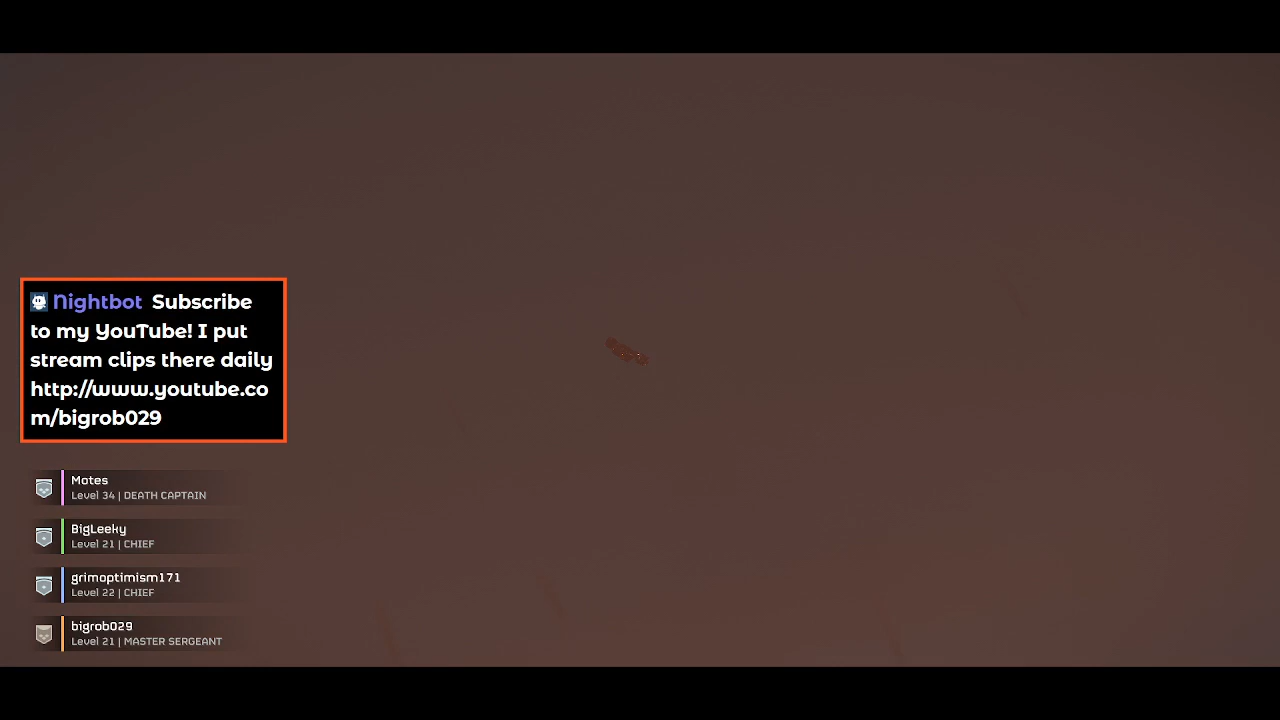 Nightbot Subscribe
to my YouTube! I put
stream clips there daily
http://www.youtube.co
m/bigrob029
Motes
Level 34 | DEATH CAPTAIN
BigLeeky
Level 21 | CHIEF
grimoptimism171
Level 22 | CHIEF
bigrob029
Level 21 | MASTER SERGEANT